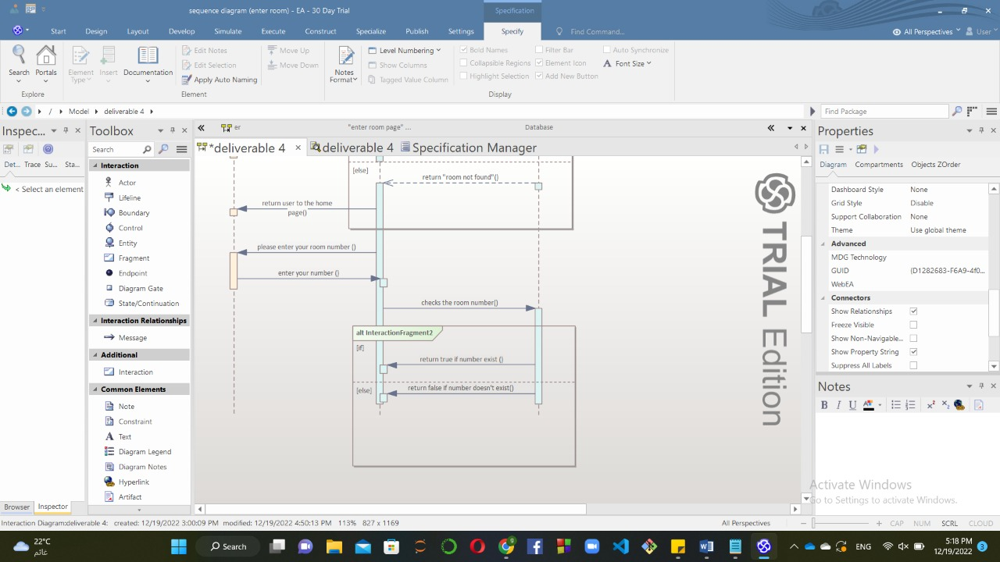 sequence diagram (enter room) - EA - 30 Day Trial
Specification
Start Design Layout Develop Simulate Execute Construct Specialize Publish Settings Specify Find Command... All Perspectives User
Search Portals Element Type Insert Documentation
Edit Notes
Edit Selection
Apply Auto Naming
Move Up
Move Down
Notes Format
Level Numbering
Show Columns
Tagged Value Column
Bold Names Filter Bar Auto Synchronize
Collapsible Regions Element Icon Font Size
Highlight Selection Add New Button
Explore Element Display
/ Model deliverable 4 Find Package
Inspec...
Det... Trace Su... Sta...
< Select an element
Browser Inspector
Toolbox
Search
Interaction
Actor
Lifeline
Boundary
Control
Entity
Fragment
Endpoint
Diagram Gate
State/Continuation
Interaction Relationships
Message
Additional
Interaction
Common Elements
Note
Constraint
Text
Diagram Legend
Diagram Notes
Hyperlink
Artifact
er "enter room page" ... Database
*deliverable 4 deliverable 4 Specification Manager
[else]
return "room not found"()
return user to the home
page()
please enter your room number ()
enter your number ()
checks the room number()
alt InteractionFragment2
[if]
return true if number exist ()
[else]
return false if number doesn't exist()
TRIAL Edition
Properties
Diagram Compartments Objects ZOrder
Dashboard Style None
Grid Style Disable
Support Collaboration None
Theme Use global theme
Advanced
MDG Technology
GUID {D1282683-F6A9-4f0...
WebEA
Connectors
Show Relationships
Freeze Visible
Show Non-Navigable...
Show Property String
Suppress All Labels
Notes
B I U A
Activate Windows
Go to Settings to activate Windows.
Interaction Diagram:deliverable 4: created: 12/19/2022 3:00:09 PM modified: 12/19/2022 4:50:13 PM 113% 827 x 1169 All Perspectives CAP NUM SCRL CLOUD
22°C
غائم
Search
ENG
5:18 PM
12/19/2022
3